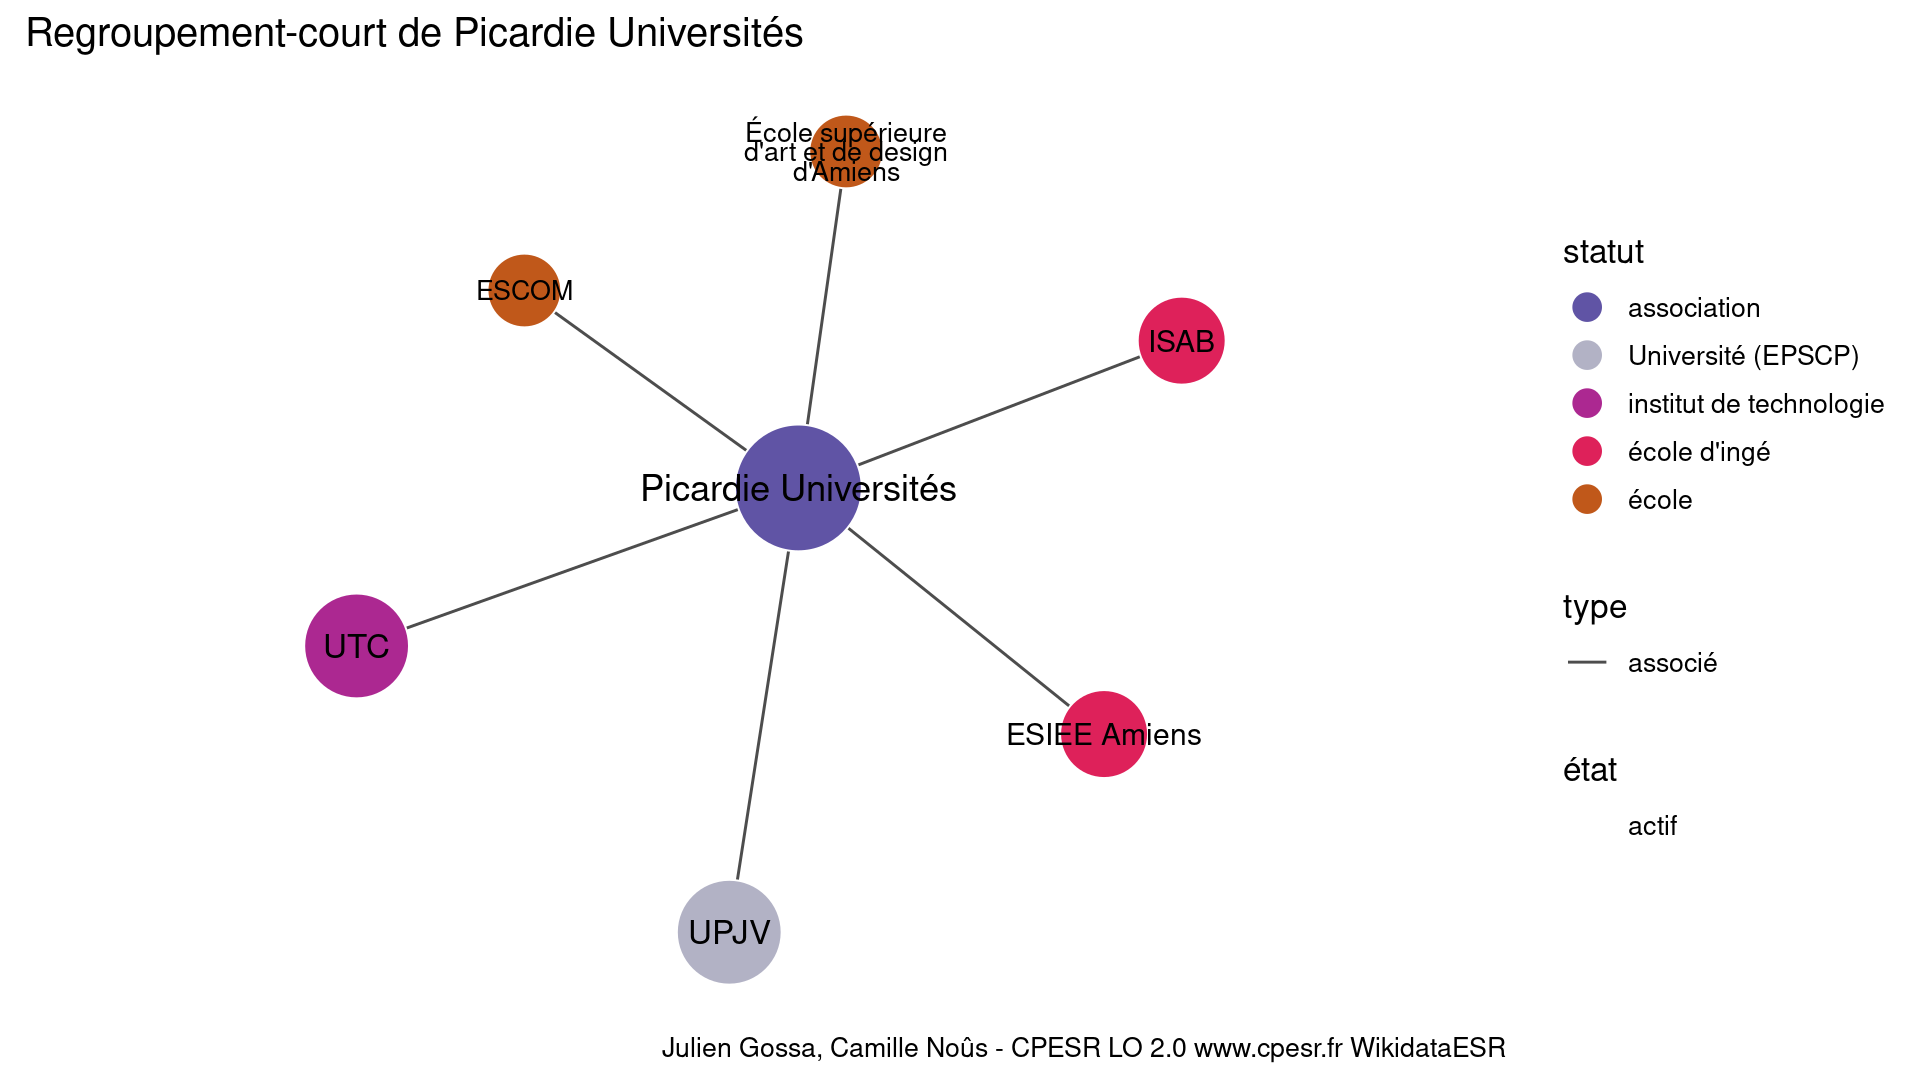 Regroupement-court de Picardie Universités
École supérieure
d'art et de design
d'Amiens
ESCOM
ISAB
Picardie Universités
UTC
ESIEE Amiens
UPJV
statut
association
Université (EPSCP)
institut de technologie
école d'ingé
école
type
associé
état
actif
Julien Gossa, Camille Noûs - CPESR LO 2.0 www.cpesr.fr WikidataESR